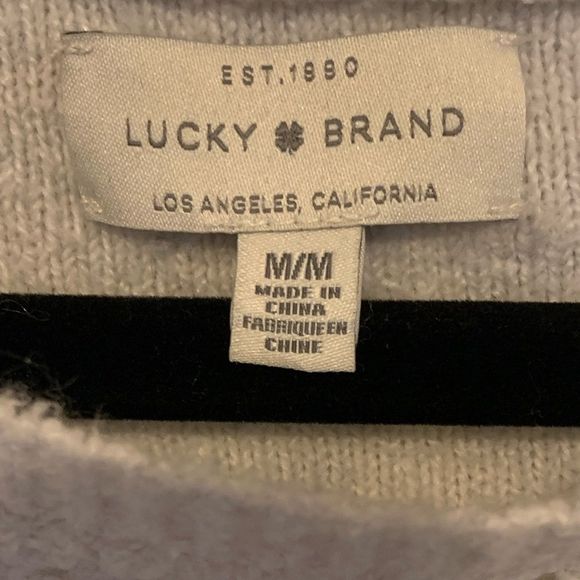 EST.1990
LUCKY BRAND
LOS ANGELES, CALIFORNIA
M/M
MADE IN
CHINA
FABRIQUEEN
CHINE